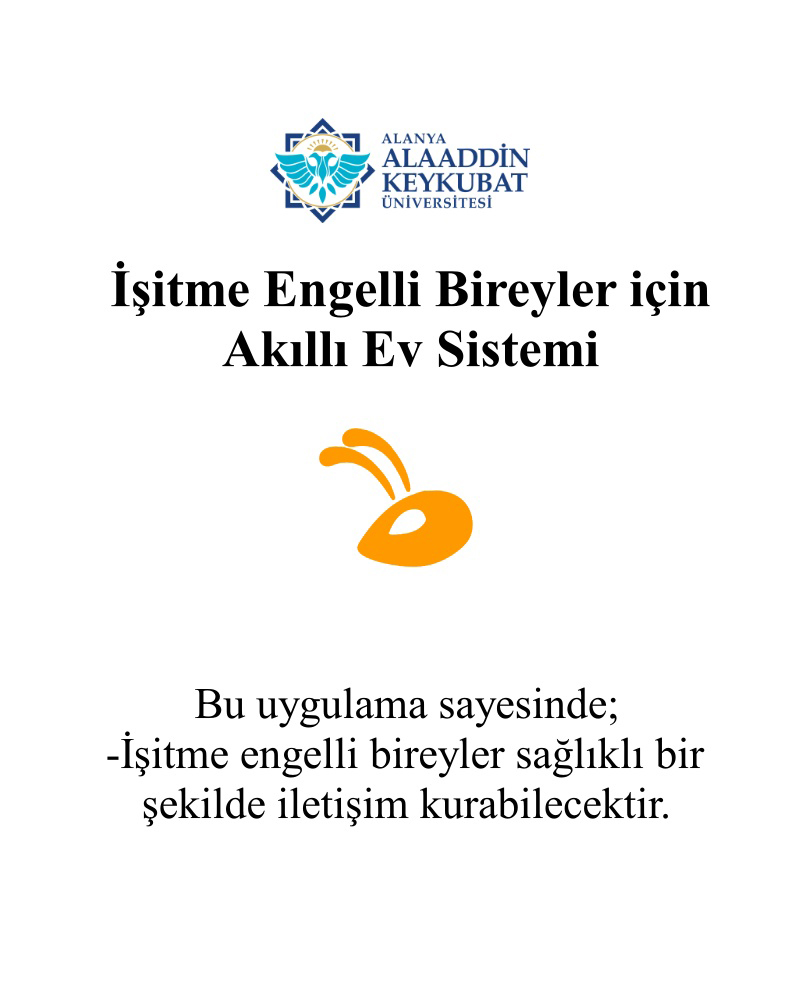 ALANYA
ALAADDİN
KEYKUBAT
ÜNİVERSİTESİ
İşitme Engelli Bireyler için
Akıllı Ev Sistemi
Bu uygulama sayesinde;
-İşitme engelli bireyler sağlıklı bir
şekilde iletişim kurabilecektir.